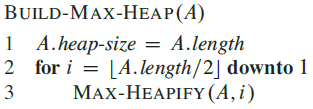 BUILD-MAX-HEAP(A)
1 A.heap-size = A.length
2 for i = ⌊A.length/2⌋ downto 1
3 MAX-HEAPIFY(A, i)